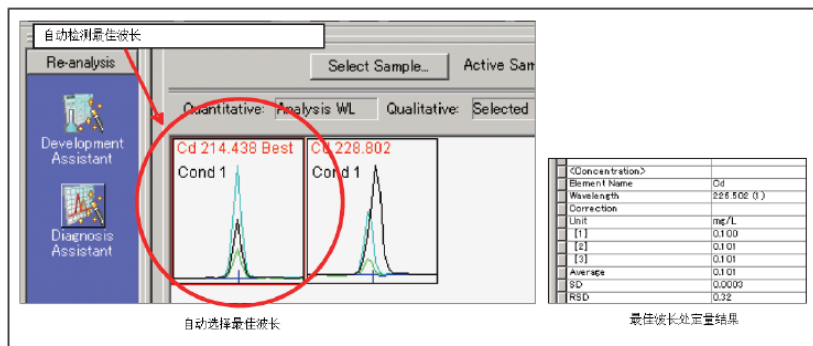 自动检测最佳波长
Re-analysis
Select Sample...
Active Sam
Quantitative: Analysis WL
Qualitative: Selected
Development
Assistant
Diagnosis
Assistant
Cd 214.438 Best
Cond 1
Cd 228.802
Cond 1
自动选择最佳波长
<Concentration>
Element Name Cd
Wavelength 226.502 (1)
Correction
Unit mg/L
[1] 0.100
[2] 0.101
[3] 0.101
Average 0.101
SD 0.0003
RSD 0.32
最佳波长处定量结果